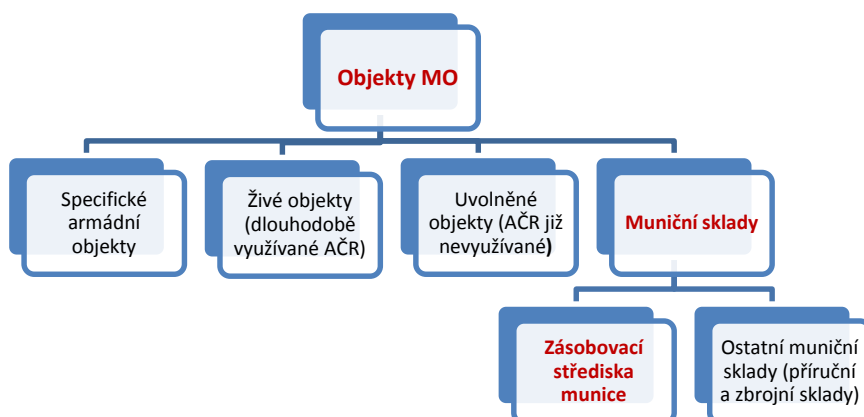 Objekty MO
Specifické
armádní
objekty
Živé objekty
(dlouhodobě
využívané AČR)
Uvolněné
objekty (AČR již
nevyužívané)
Muniční sklady
Zásobovací
střediska
munice
Ostatní muniční
sklady (příruční
a zbrojní sklady)